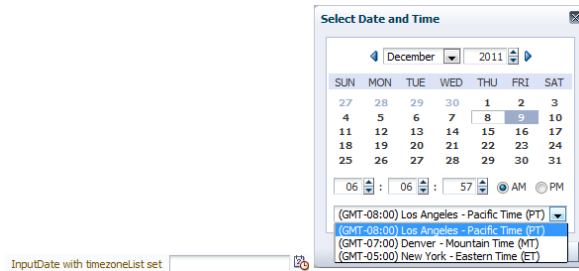 Select Date and Time
December 2011
SUN MON TUE WED THU FRI SAT
27 28 29 30 1 2 3
4 5 6 7 8 9 10
11 12 13 14 15 16 17
18 19 20 21 22 23 24
25 26 27 28 29 30 31
06 : 06 : 57 AM PM
(GMT-08:00) Los Angeles - Pacific Time (PT)
(GMT-08:00) Los Angeles - Pacific Time (PT)
(GMT-07:00) Denver - Mountain Time (MT)
(GMT-05:00) New York - Eastern Time (ET)
InputDate with timezoneList set